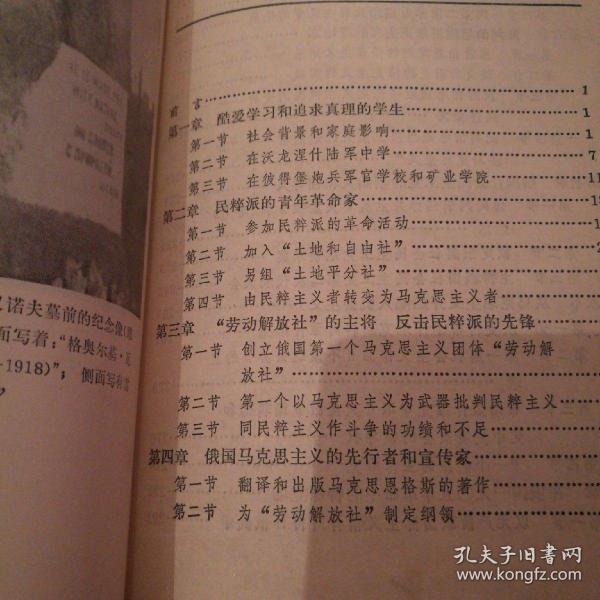 前 言 1
第一章 酷爱学习和追求真理的学生 1
第一节 社会背景和家庭影响 1
第二节 在沃龙涅什陆军中学 7
第三节 在彼得堡炮兵军官学校和矿业学院 11
第二章 民粹派的青年革命家
第一节 参加民粹派的革命活动
第二节 加入“土地和自由社”
第三节 另组“土地平分社”
第四节 由民粹主义者转变为马克思主义者
第三章 “劳动解放社”的主将 反击民粹派的先锋
第一节 创立俄国第一个马克思主义团体“劳动解
放社”
第二节 第一个以马克思主义为武器批判民粹主义
第三节 同民粹主义作斗争的功绩和不足
第四章 俄国马克思主义的先行者和宣传家
第一节 翻译和出版马克思恩格斯的著作
第二节 为“劳动解放社”制定纲领
诺夫墓前的纪念像
面写着：“格奥尔基·瓦
-1918)”；侧面写有
孔夫子旧书网
www.kongfz.com